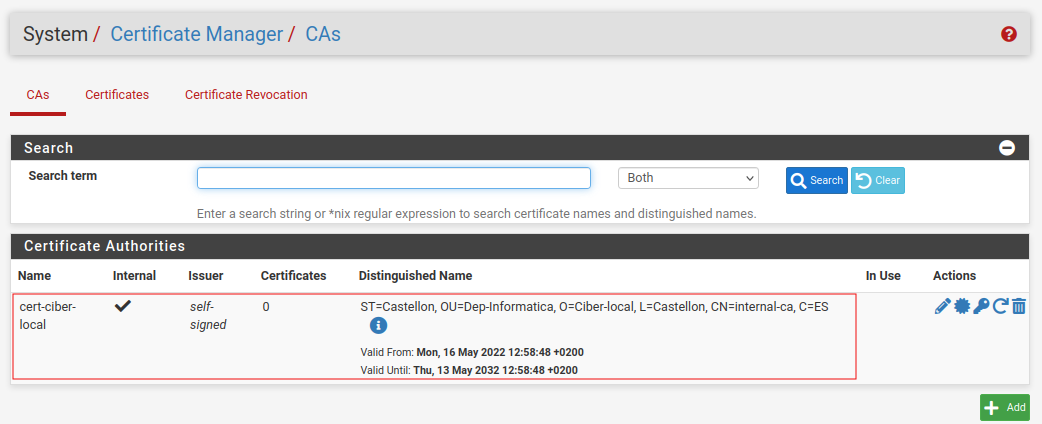 System / Certificate Manager / CAs
CAs Certificates Certificate Revocation
Search
Search term Both Search Clear
Enter a search string or *nix regular expression to search certificate names and distinguished names.
Certificate Authorities
Name Internal Issuer Certificates Distinguished Name In Use Actions
cert-ciber- self- 0 ST=Castellon, OU=Dep-Informatica, O=Ciber-local, L=Castellon, CN=internal-ca, C=ES
local signed
Valid From: Mon, 16 May 2022 12:58:48 +0200
Valid Until: Thu, 13 May 2032 12:58:48 +0200
Add